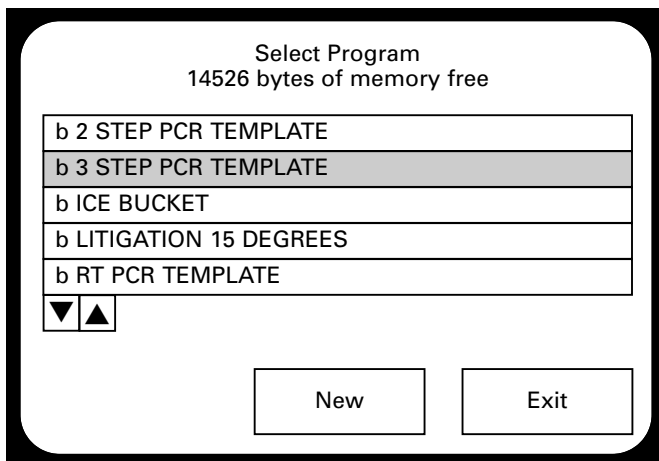 Select Program
14526 bytes of memory free
b 2 STEP PCR TEMPLATE
b 3 STEP PCR TEMPLATE
b ICE BUCKET
b LITIGATION 15 DEGREES
b RT PCR TEMPLATE
New
Exit